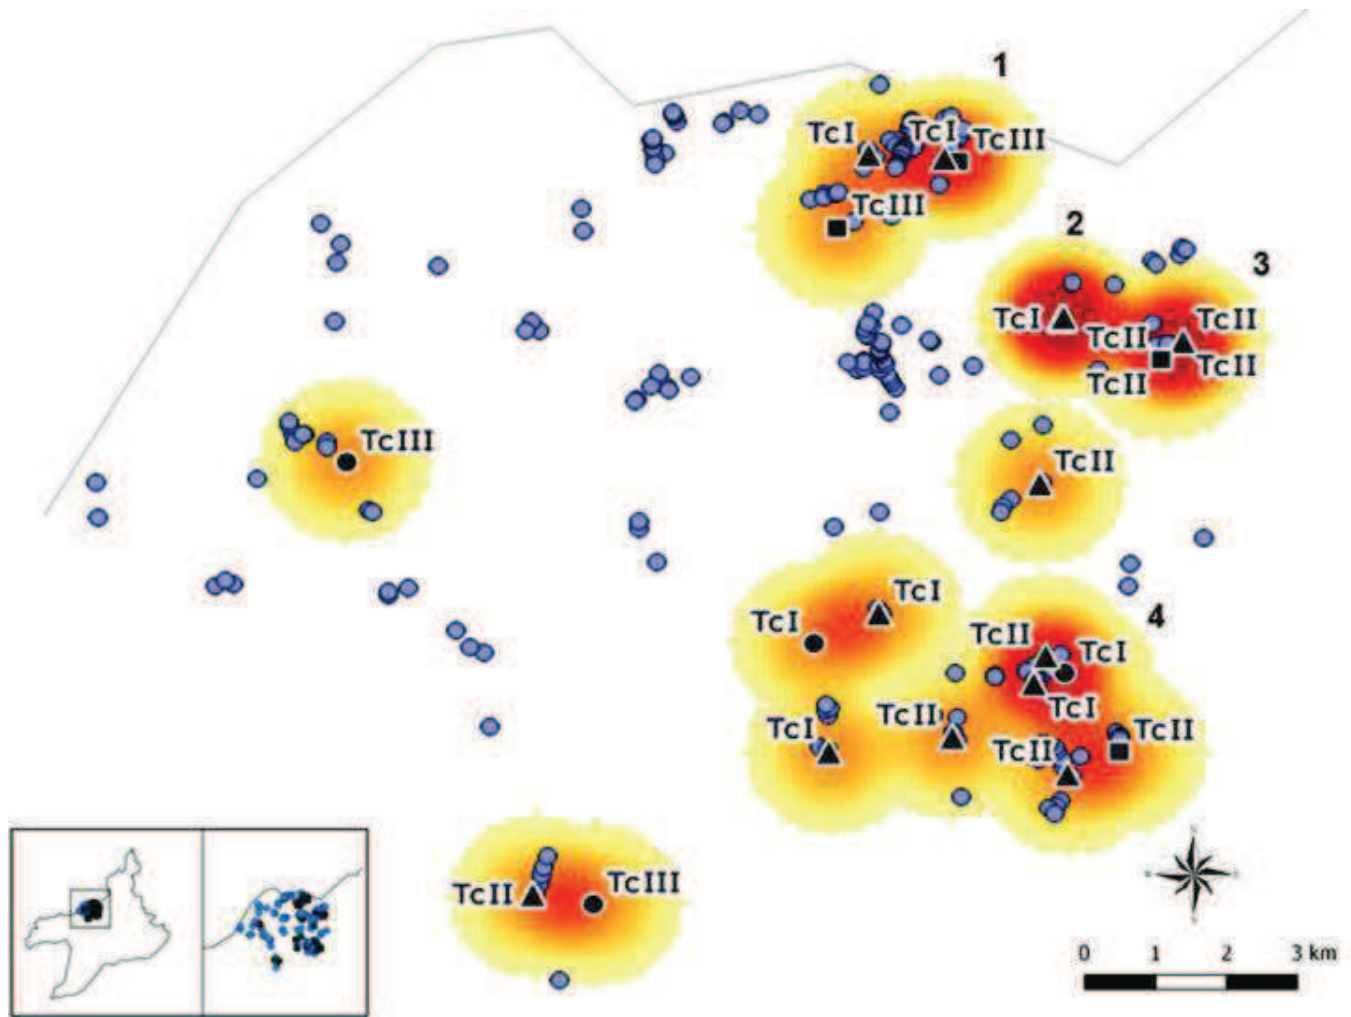 1
TcI TcI TcIII
TcIII
2
3
TcI TcII TcII
TcII TcII
TcIII
TcII
TcI TcI
4
TcII TcI
TcI
TcI TcII TcII TcII
TcII TcIII
0 1 2 3 km